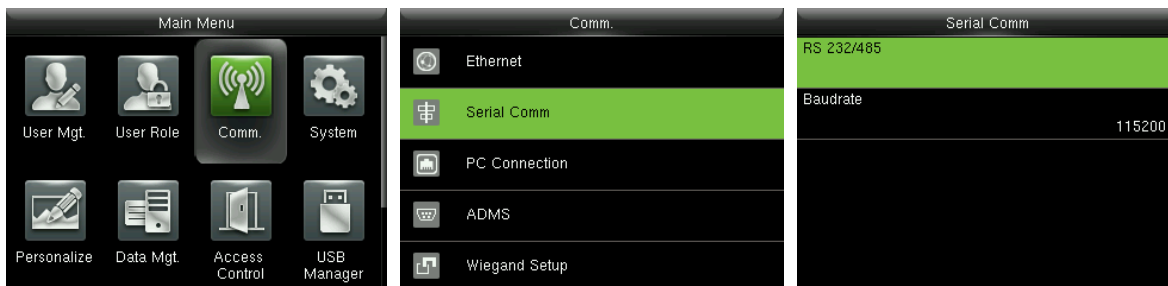 Main Menu
User Mgt.
User Role
Comm.
System
Personalize
Data Mgt.
Access
Control
USB
Manager
Comm.
Ethernet
Serial Comm
PC Connection
ADMS
Wiegand Setup
Serial Comm
RS 232/485
Baudrate
115200